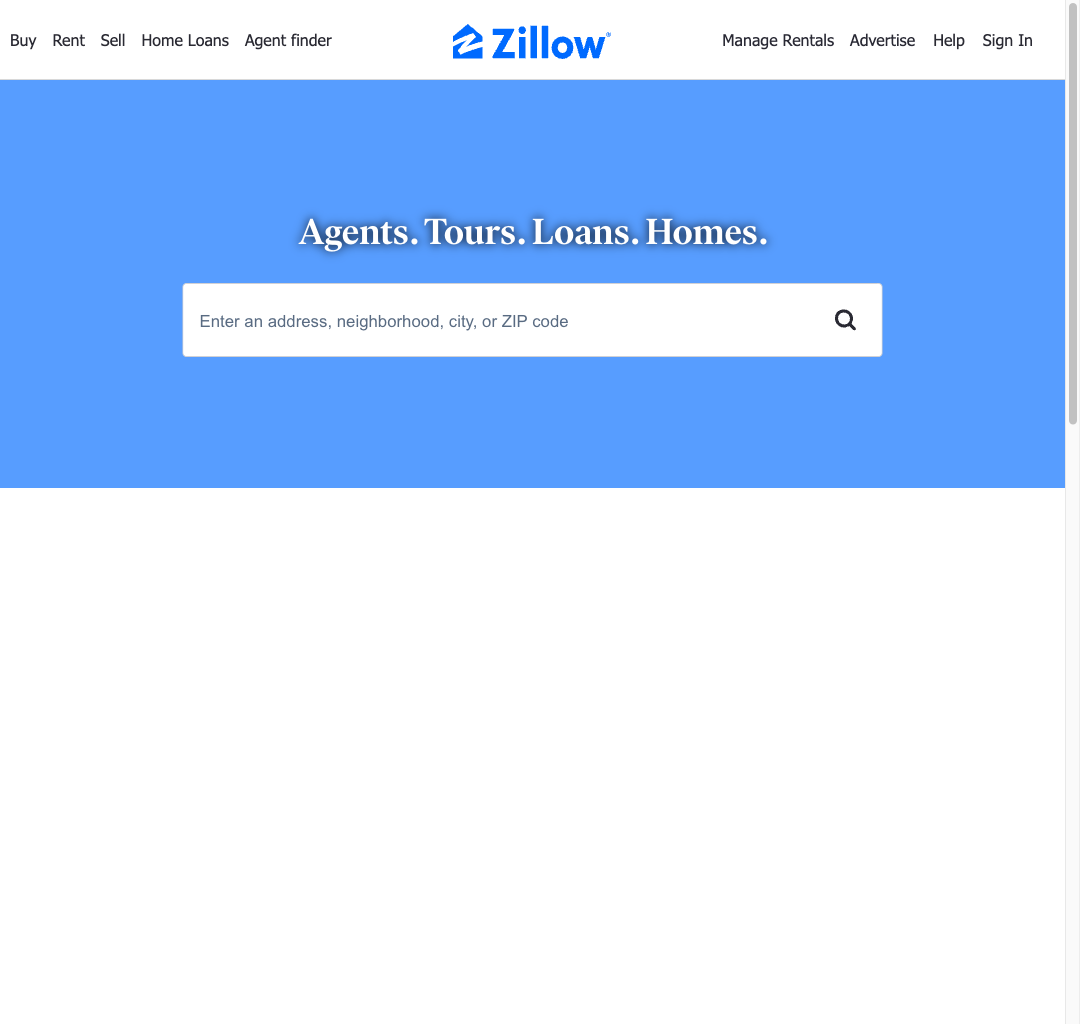 Buy Rent Sell Home Loans Agent finder Zillow® Manage Rentals Advertise Help Sign In
Agents. Tours. Loans. Homes.
Enter an address, neighborhood, city, or ZIP code